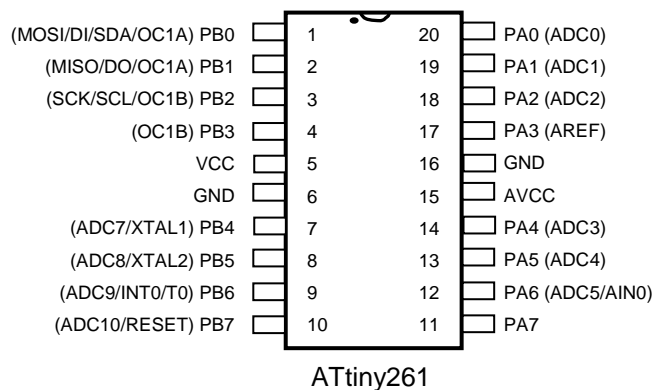 (MOSI/DI/SDA/OC1A) PB0 1 20 PA0 (ADC0)
(MISO/DO/OC1A) PB1 2 19 PA1 (ADC1)
(SCK/SCL/OC1B) PB2 3 18 PA2 (ADC2)
(OC1B) PB3 4 17 PA3 (AREF)
VCC 5 16 GND
GND 6 15 AVCC
(ADC7/XTAL1) PB4 7 14 PA4 (ADC3)
(ADC8/XTAL2) PB5 8 13 PA5 (ADC4)
(ADC9/INT0/T0) PB6 9 12 PA6 (ADC5/AIN0)
(ADC10/RESET) PB7 10 11 PA7
ATtiny261